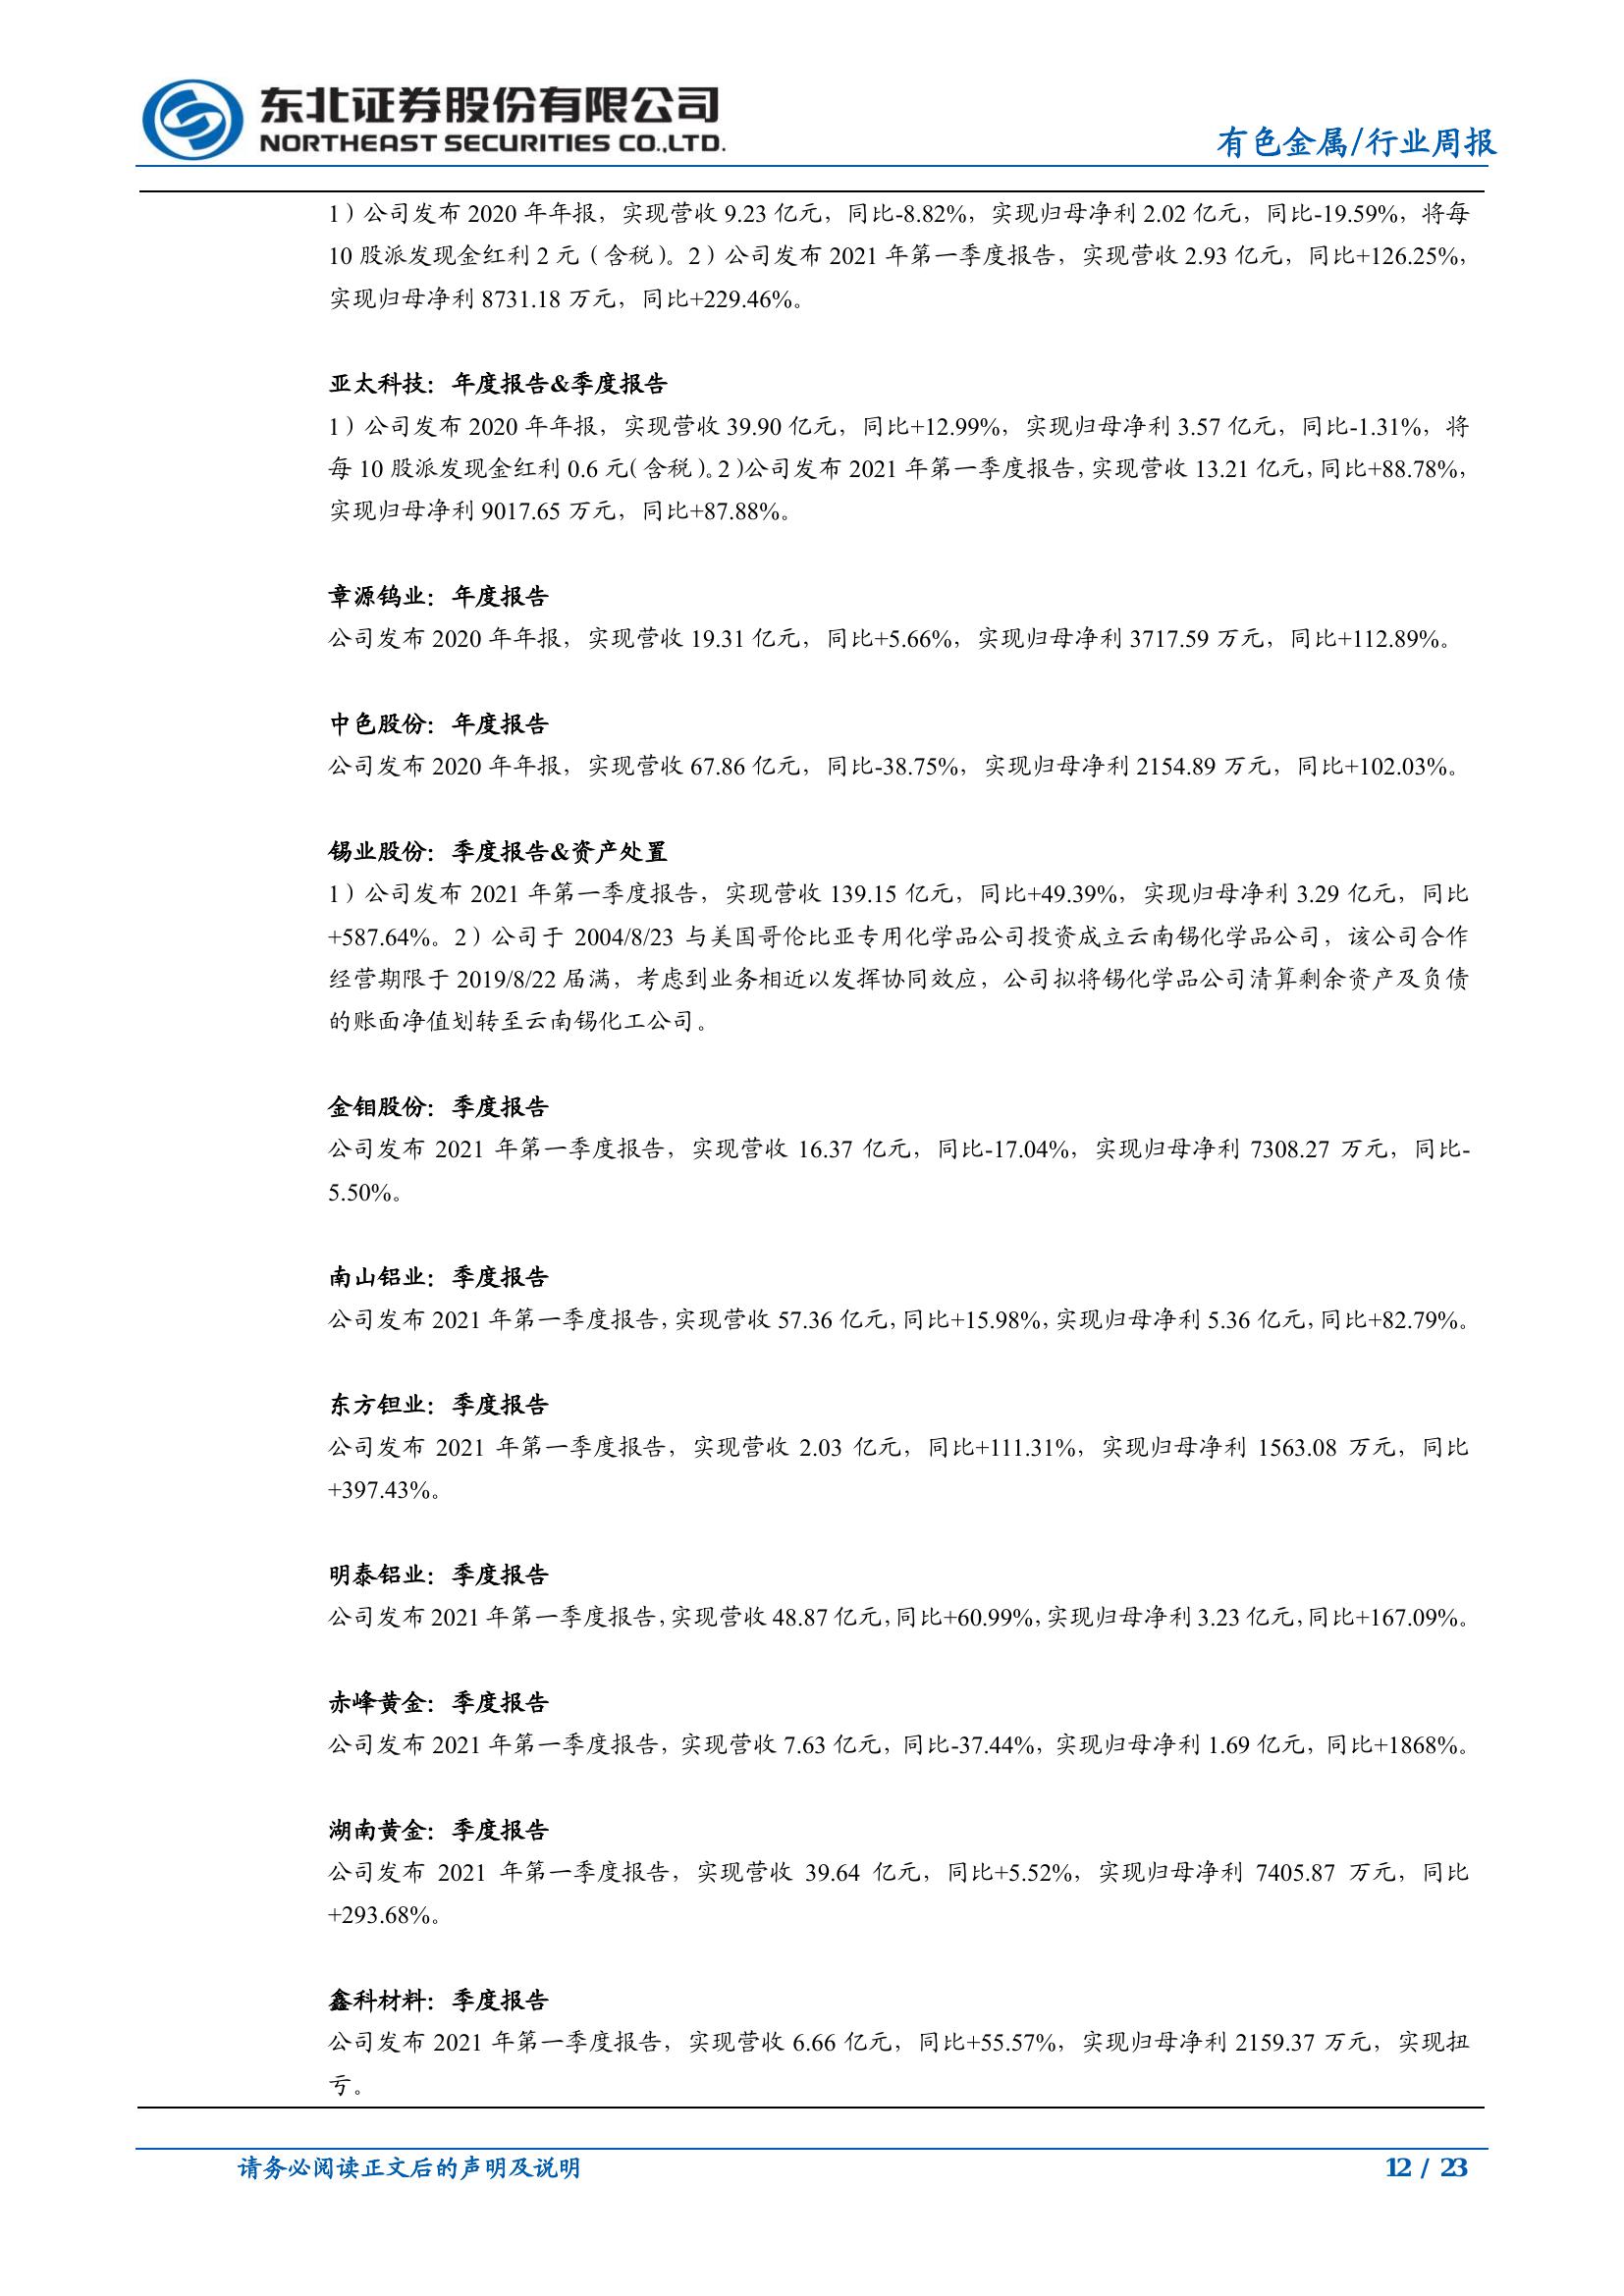 东北证券股份有限公司
NORTHEAST SECURITIES CO.,LTD.
有色金属/行业周报
1）公司发布 2020 年年报，实现营收 9.23 亿元，同比-8.82%，实现归母净利 2.02 亿元，同比-19.59%，将每
10 股派发现金红利 2 元（含税）。2）公司发布 2021 年第一季度报告，实现营收 2.93 亿元，同比+126.25%，
实现归母净利 8731.18 万元，同比+229.46%。
亚太科技：年度报告&季度报告
1）公司发布 2020 年年报，实现营收 39.90 亿元，同比+12.99%，实现归母净利 3.57 亿元，同比-1.31%，将
每 10 股派发现金红利 0.6 元（含税）。2）公司发布 2021 年第一季度报告，实现营收 13.21 亿元，同比+88.78%，
实现归母净利 9017.65 万元，同比+87.88%。
章源钨业：年度报告
公司发布 2020 年年报，实现营收 19.31 亿元，同比+5.66%，实现归母净利 3717.59 万元，同比+112.89%。
中色股份：年度报告
公司发布 2020 年年报，实现营收 67.86 亿元，同比-38.75%，实现归母净利 2154.89 万元，同比+102.03%。
锡业股份：季度报告&资产处置
1）公司发布 2021 年第一季度报告，实现营收 139.15 亿元，同比+49.39%，实现归母净利 3.29 亿元，同比
+587.64%。2）公司于 2004/8/23 与美国哥伦比亚专用化学品公司投资成立云南锡化学品公司，该公司合作
经营期限于 2019/8/22 届满，考虑到业务相近以发挥协同效应，公司拟将锡化学品公司清算剩余资产及负债
的账面净值划转至云南锡化工公司。
金钼股份：季度报告
公司发布 2021 年第一季度报告，实现营收 16.37 亿元，同比-17.04%，实现归母净利 7308.27 万元，同比-
5.50%。
南山铝业：季度报告
公司发布 2021 年第一季度报告，实现营收 57.36 亿元，同比+15.98%，实现归母净利 5.36 亿元，同比+82.79%。
东方钽业：季度报告
公司发布 2021 年第一季度报告，实现营收 2.03 亿元，同比+111.31%，实现归母净利 1563.08 万元，同比
+397.43%。
明泰铝业：季度报告
公司发布 2021 年第一季度报告，实现营收 48.87 亿元，同比+60.99%，实现归母净利 3.23 亿元，同比+167.09%。
赤峰黄金：季度报告
公司发布 2021 年第一季度报告，实现营收 7.63 亿元，同比-37.44%，实现归母净利 1.69 亿元，同比+1868%。
湖南黄金：季度报告
公司发布 2021 年第一季度报告，实现营收 39.64 亿元，同比+5.52%，实现归母净利 7405.87 万元，同比
+293.68%。
鑫科材料：季度报告
公司发布 2021 年第一季度报告，实现营收 6.66 亿元，同比+55.57%，实现归母净利 2159.37 万元，实现扭
亏。
请务必阅读正文后的声明及说明
12 / 23